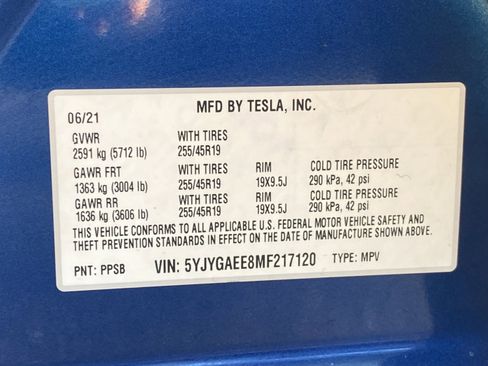 MFD BY TESLA, INC.
06/21
GVWR WITH TIRES
2591 kg (5712 lb) 255/45R19
GAWR FRT WITH TIRES RIM COLD TIRE PRESSURE
1363 kg (3004 lb) 255/45R19 19X9.5J 290 kPa, 42 psi
GAWR RR WITH TIRES RIM COLD TIRE PRESSURE
1636 kg (3606 lb) 255/45R19 19X9.5J 290 kPa, 42 psi
THIS VEHICLE CONFORMS TO ALL APPLICABLE U.S. FEDERAL MOTOR VEHICLE SAFETY AND
THEFT PREVENTION STANDARDS IN EFFECT ON THE DATE OF MANUFACTURE SHOWN ABOVE.
PNT: PPSB VIN: 5YJYGAEE8MF217120 TYPE: MPV